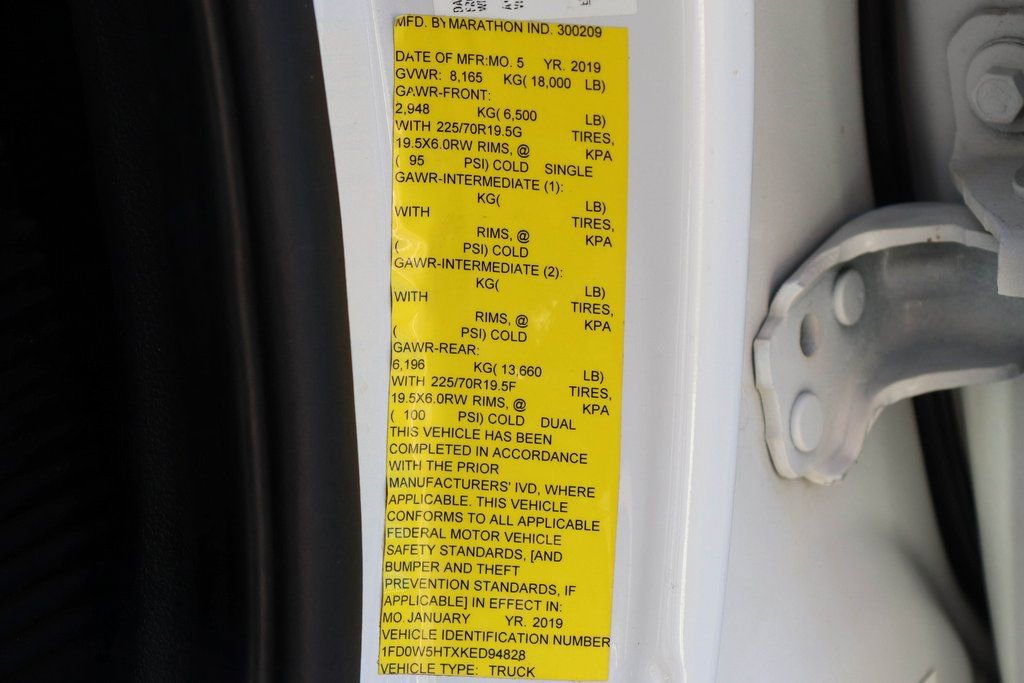 MFD. BY MARATHON IND. 300209
DATE OF MFR:MO. 5 YR. 2019
GVWR: 8,165 KG( 18,000 LB)
GAWR-FRONT:
2,948 KG( 6,500 LB)
WITH 225/70R19.5G TIRES,
19.5X6.0RW RIMS, @ KPA
( 95 PSI) COLD SINGLE
GAWR-INTERMEDIATE (1):
KG( LB)
WITH TIRES,
RIMS, @ KPA
( PSI) COLD
GAWR-INTERMEDIATE (2):
KG( LB)
WITH TIRES,
RIMS, @ KPA
( PSI) COLD
GAWR-REAR:
6,196 KG( 13,660 LB)
WITH 225/70R19.5F TIRES,
19.5X6.0RW RIMS, @ KPA
( 100 PSI) COLD DUAL
THIS VEHICLE HAS BEEN
COMPLETED IN ACCORDANCE
WITH THE PRIOR
MANUFACTURERS' IVD, WHERE
APPLICABLE. THIS VEHICLE
CONFORMS TO ALL APPLICABLE
FEDERAL MOTOR VEHICLE
SAFETY STANDARDS, [AND
BUMPER AND THEFT
PREVENTION STANDARDS, IF
APPLICABLE] IN EFFECT IN:
MO. JANUARY YR. 2019
VEHICLE IDENTIFICATION NUMBER
1FD0W5HTXKED94828
VEHICLE TYPE: TRUCK